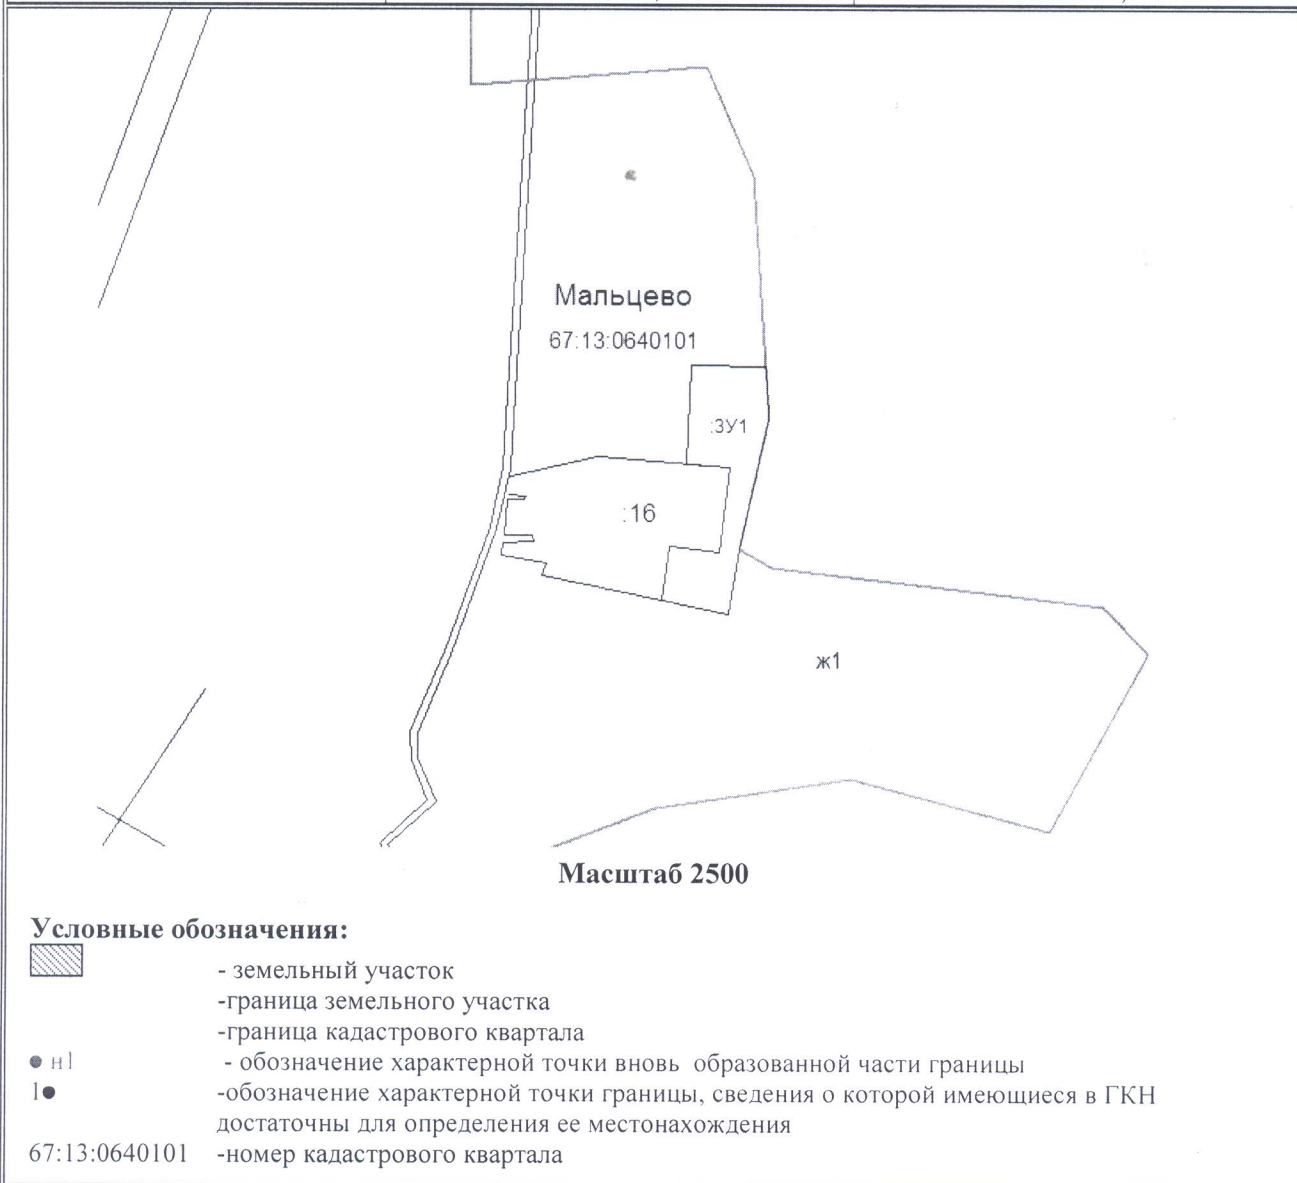 Мальцево
67:13:0640101
:ЗУ1
:16
ж1
Масштаб 2500
Условные обозначения:
- земельный участок
-граница земельного участка
-граница кадастрового квартала
н1 - обозначение характерной точки вновь образованной части границы
1 -обозначение характерной точки границы, сведения о которой имеющиеся в ГКН
достаточны для определения ее местонахождения
67:13:0640101 -номер кадастрового квартала